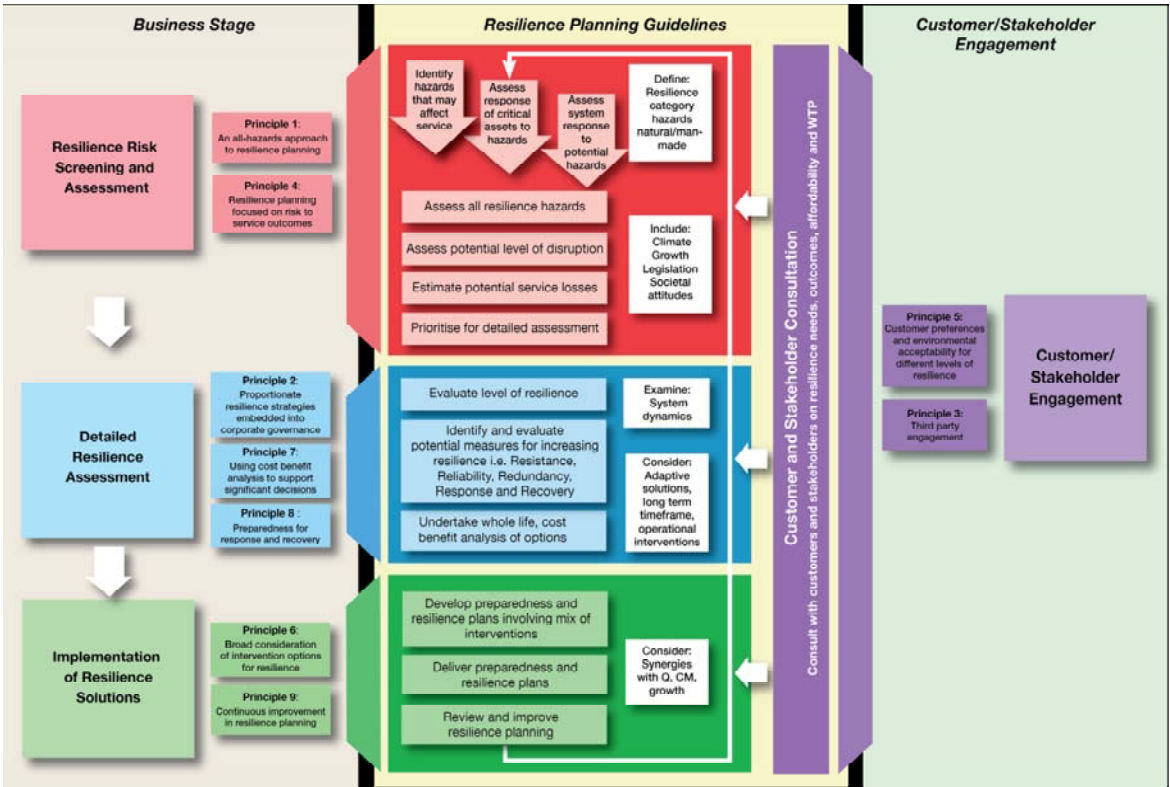 Business Stage
Resilience Planning Guidelines
Customer/Stakeholder
Engagement
Resilience Risk
Screening and
Assessment
Principle 1:
An all-hazards approach
to resilience planning
Principle 4:
Resilience planning
focused on risk to
service outcomes
Identify
hazards
that may
affect
service
Assess
response
of critical
assets to
hazards
Assess
system
response
to
potential
hazards
Define:
Resilience
category
hazards
natural/man-
made
Assess all resilience hazards
Assess potential level of disruption
Estimate potential service losses
Prioritise for detailed assessment
Include:
Climate
Growth
Legislation
Societal
attitudes
Detailed
Resilience
Assessment
Principle 2:
Proportionate
resilience strategies
embedded into
corporate governance
Principle 7:
Using cost benefit
analysis to support
significant decisions
Principle 8 :
Preparedness for
response and recovery
Evaluate level of resilience
Identify and evaluate
potential measures for increasing
resilience i.e. Resistance,
Reliability, Redundancy,
Response and Recovery
Undertake whole life, cost
benefit analysis of options
Examine:
System
dynamics
Consider:
Adaptive
solutions,
long term
timeframe,
operational
interventions
Implementation
of Resilience
Solutions
Principle 6:
Broad consideration
of intervention options
for resilience
Principle 9:
Continuous improvement
in resilience planning
Develop preparedness and
resilience plans involving mix of
interventions
Deliver preparedness and
resilience plans
Review and improve
resilience planning
Consider:
Synergies
with Q, CM,
growth
Customer and Stakeholder Consultation
Consult with customers and stakeholders on resilience needs, outcomes, affordability and WTP
Principle 5:
Customer preferences
and environmental
acceptability for
different levels of
resilience
Principle 3:
Third party
engagement
Customer/
Stakeholder
Engagement